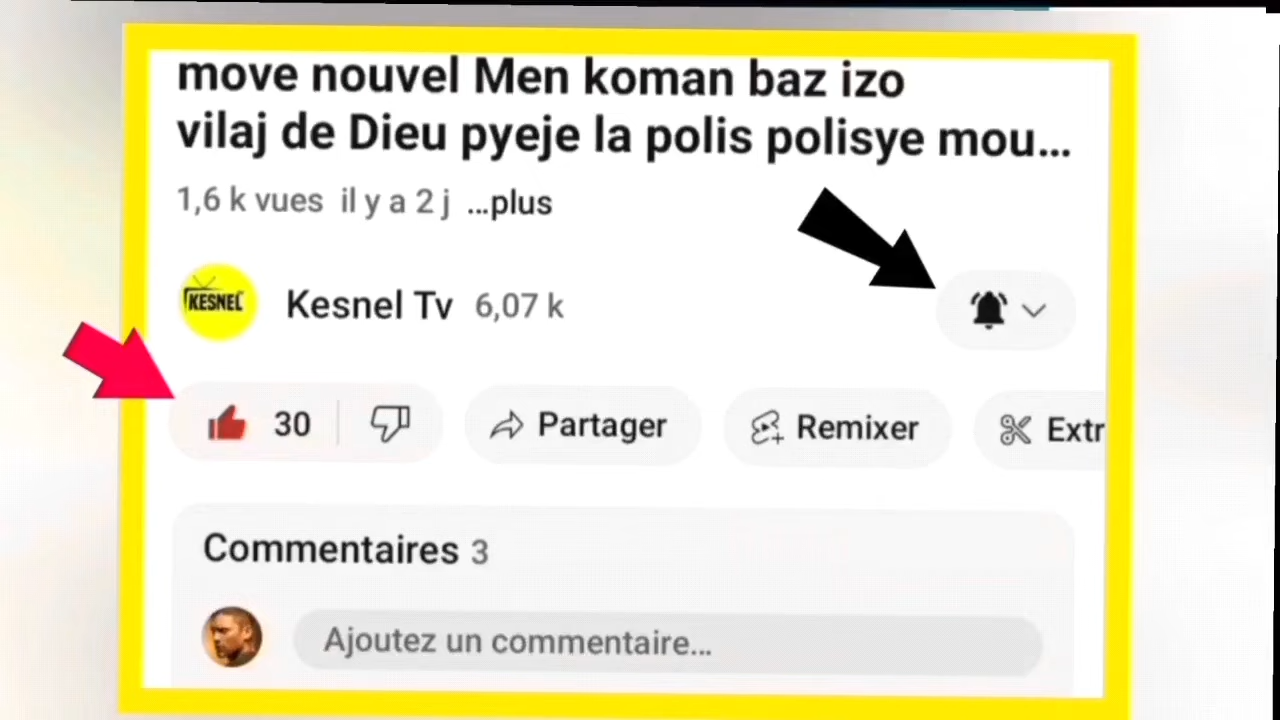 move nouvel Men koman baz izo
vilaj de Dieu pyeje la polis polisye mou...
1,6 k vues il y a 2 j ...plus
KESNEL
Kesnel Tv 6,07 k
30
Partager
Remixer
Extr
Commentaires 3
Ajoutez un commentaire...